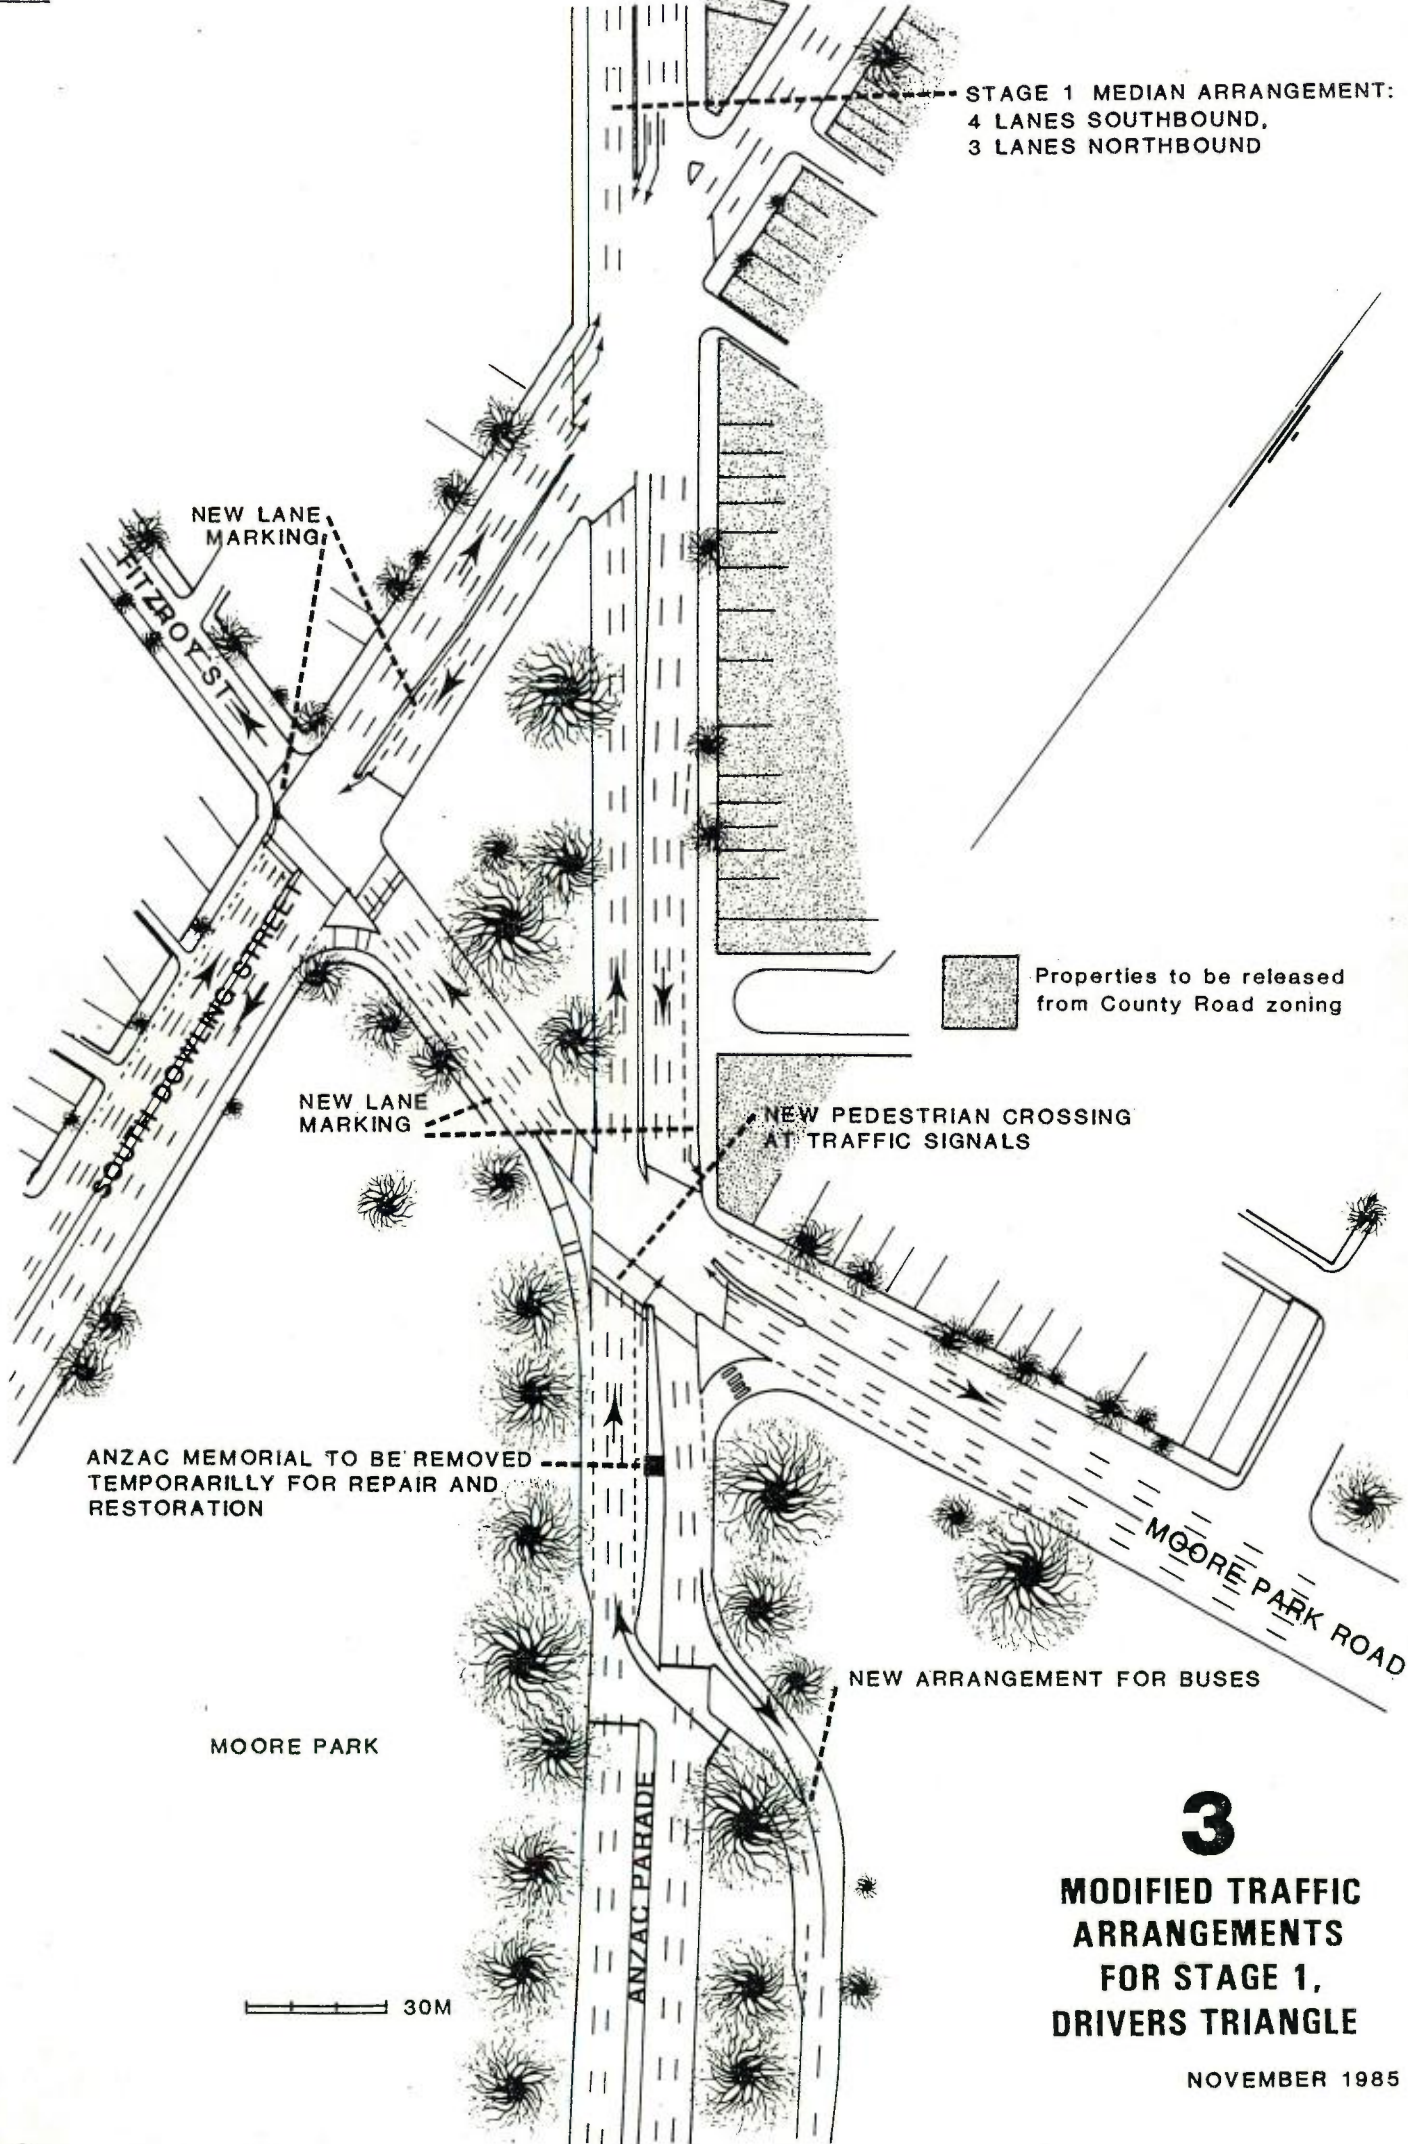 STAGE 1 MEDIAN ARRANGEMENT:
4 LANES SOUTHBOUND,
3 LANES NORTHBOUND
NEW LANE
MARKING
FITZROY ST
SOUTH DOWLING STREET
Properties to be released
from County Road zoning
NEW LANE
MARKING
NEW PEDESTRIAN CROSSING
AT TRAFFIC SIGNALS
ANZAC MEMORIAL TO BE REMOVED
TEMPORARILLY FOR REPAIR AND
RESTORATION
MOORE PARK ROAD
NEW ARRANGEMENT FOR BUSES
MOORE PARK
ANZAC PARADE
30M
3
MODIFIED TRAFFIC
ARRANGEMENTS
FOR STAGE 1,
DRIVERS TRIANGLE
NOVEMBER 1985